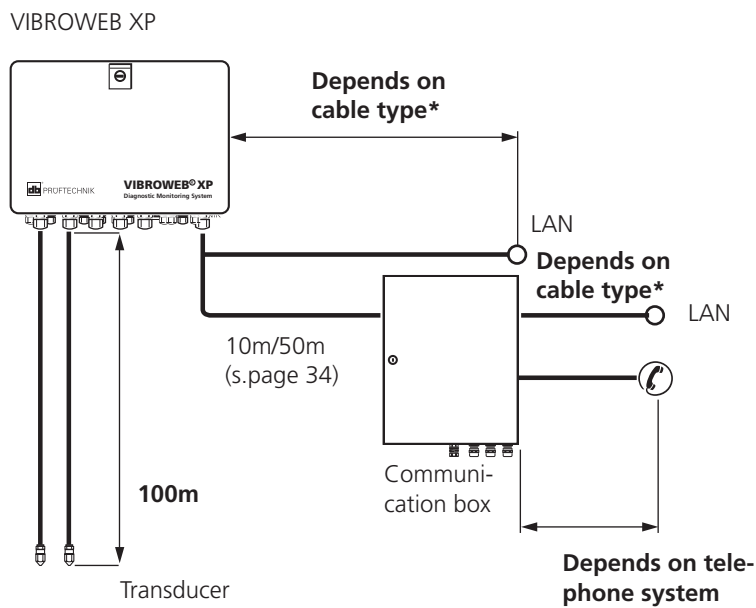 VIBROWEB XP
Depends on
cable type*
db PRÜFTECHNIK
VIBROWEB® XP
Diagnostic Monitoring System
LAN
Depends on
cable type*
LAN
10m/50m
(s.page 34)
100m
Communi-
cation box
Transducer
Depends on tele-
phone system